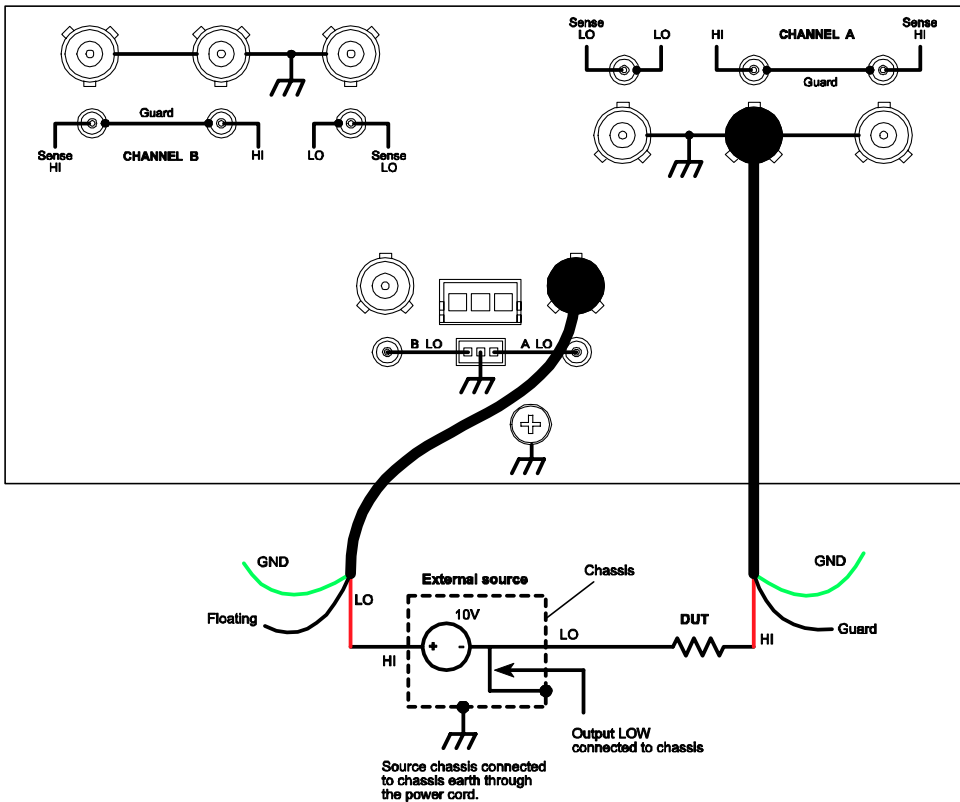 Sense
LO
LO
HI
CHANNEL A
Sense
HI
Guard
Guard
Sense
HI
CHANNEL B
HI
LO
Sense
LO
B LO
A LO
GND
Floating
LO
External source
Chassis
10V
+
-
HI
LO
DUT
HI
GND
Guard
Output LOW
connected to chassis
Source chassis connected
to chassis earth through
the power cord.